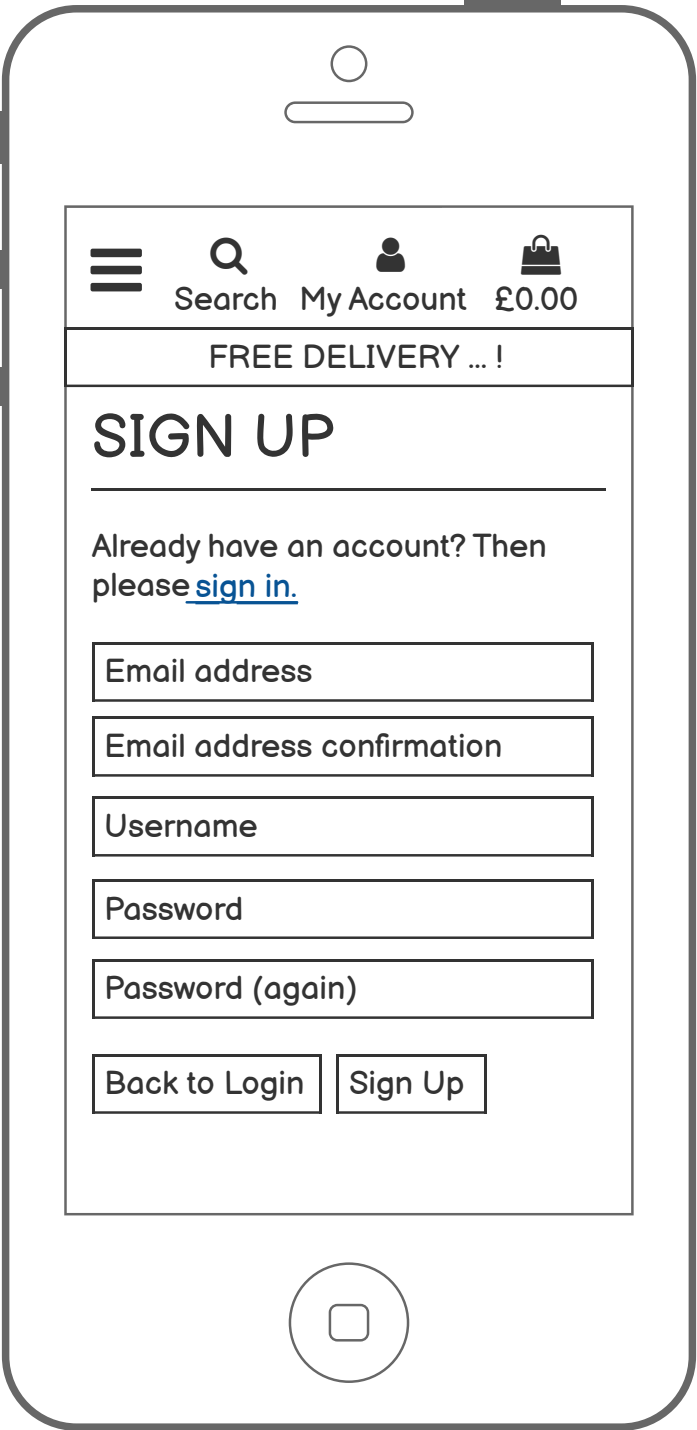 Search My Account £0.00
FREE DELIVERY ... !
SIGN UP
Already have an account? Then
please sign in.
Email address
Email address confirmation
Username
Password
Password (again)
Back to Login Sign Up